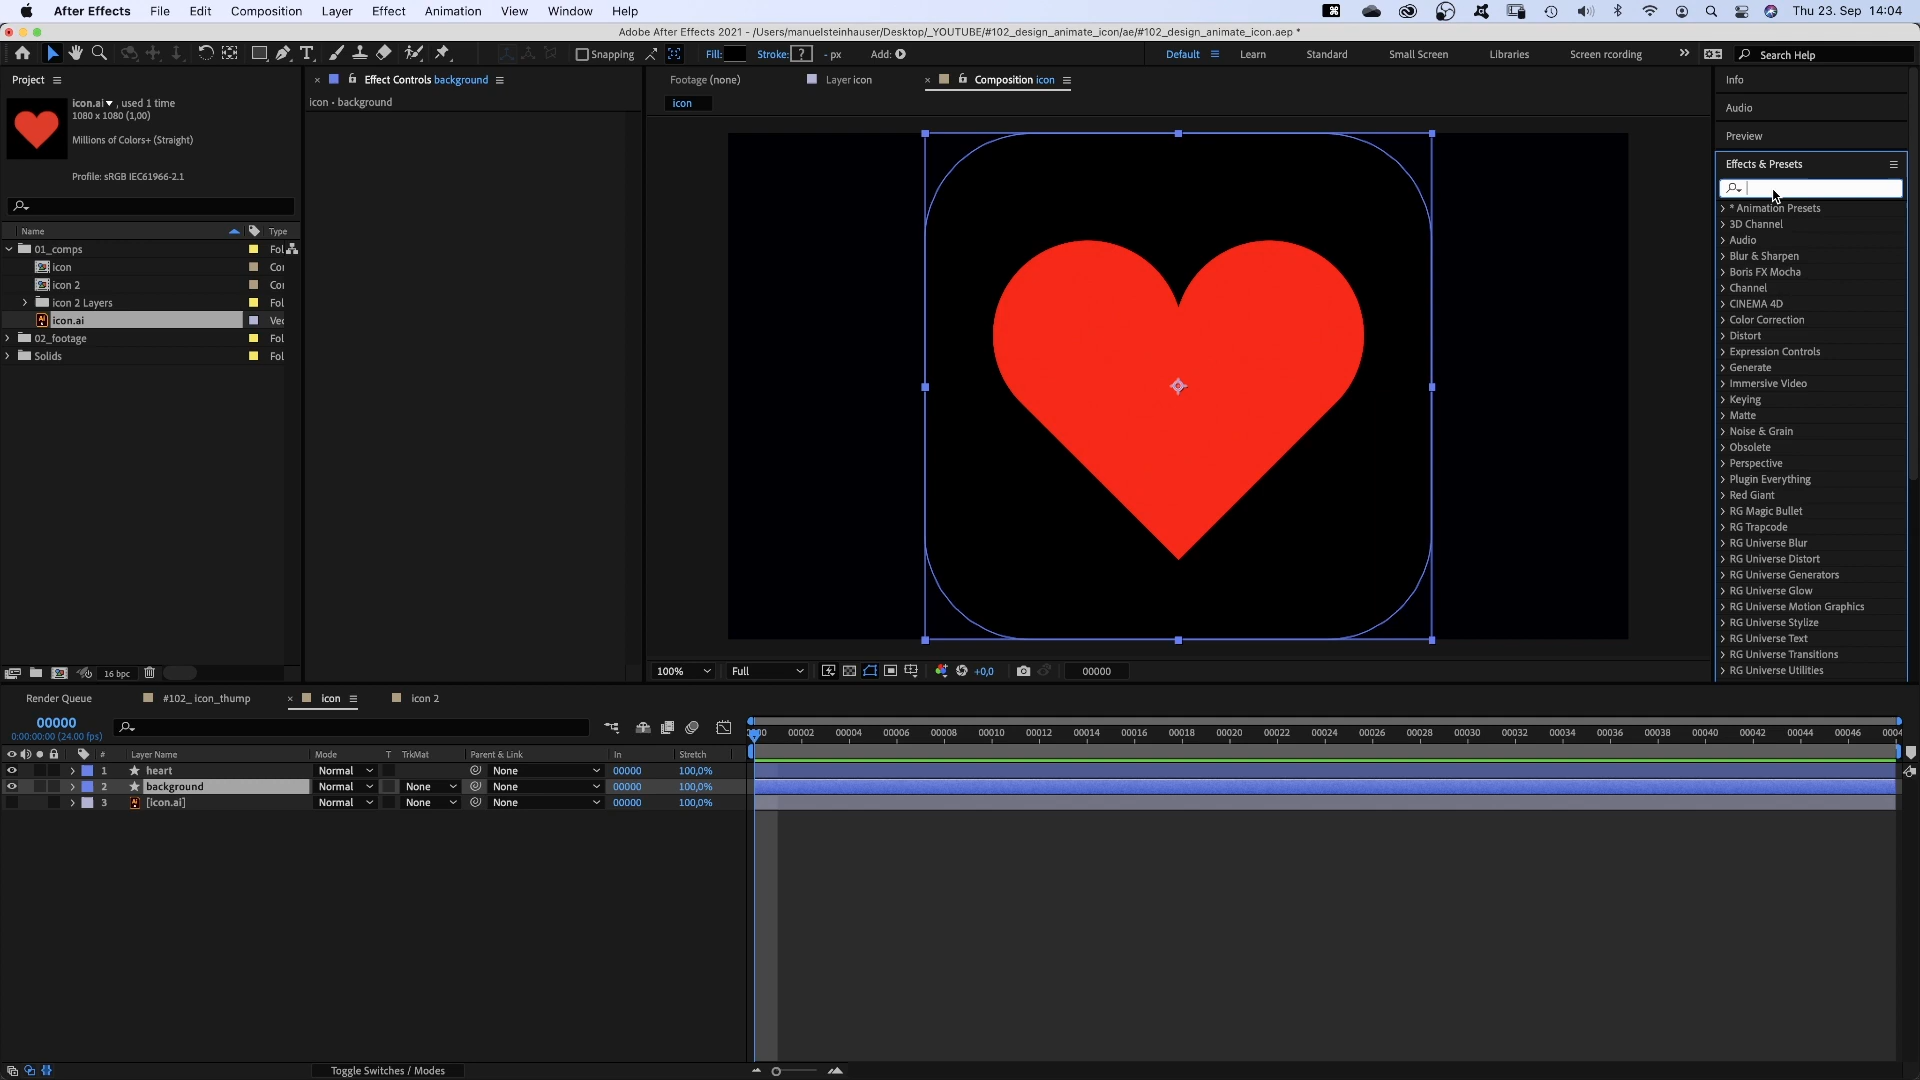 After Effects File Edit Composition Layer Effect Animation View Window Help Thu 23. Sep 14:04
Adobe After Effects 2021 - /Users/manuelsteinhauser/Desktop/_YOUTUBE/#102_design_animate_icon/ae/#102_design_animate_icon.aep *
Snapping Fill: Stroke: ? - px Add: Default Learn Standard Small Screen Libraries Screen rcording Search Help
Project
icon.ai , used 1 time
1080 x 1080 (1,00)
Millions of Colors+ (Straight)
Profile: sRGB IEC61966-2.1
Name Type
01_comps Fol
icon Cor
icon 2 Cor
icon 2 Layers Fol
icon.ai Vec
02_footage Fol
Solids Fol
16 bpc
Effect Controls background
icon • background
Footage (none) Layer icon Composition icon
icon
100% Full +0,0 00000
Info
Audio
Preview
Effects & Presets
* Animation Presets
3D Channel
Audio
Blur & Sharpen
Boris FX Mocha
Channel
CINEMA 4D
Color Correction
Distort
Expression Controls
Generate
Immersive Video
Keying
Matte
Noise & Grain
Obsolete
Perspective
Plugin Everything
Red Giant
RG Magic Bullet
RG Trapcode
RG Universe Blur
RG Universe Distort
RG Universe Generators
RG Universe Glow
RG Universe Motion Graphics
RG Universe Stylize
RG Universe Text
RG Universe Transitions
RG Universe Utilities
Render Queue #102_ icon_thump icon icon 2
00000
0:00:00:00 (24.00 fps)
00002 00004 00006 00008 00010 00012 00014 00016 00018 00020 00022 00024 00026 00028 00030 00032 00034 00036 00038 00040 00042 00044 00046
# Layer Name Mode T TrkMat Parent & Link In Stretch
1 heart Normal None 00000 100,0%
2 background Normal None None 00000 100,0%
3 [icon.ai] Normal None None 00000 100,0%
Toggle Switches / Modes